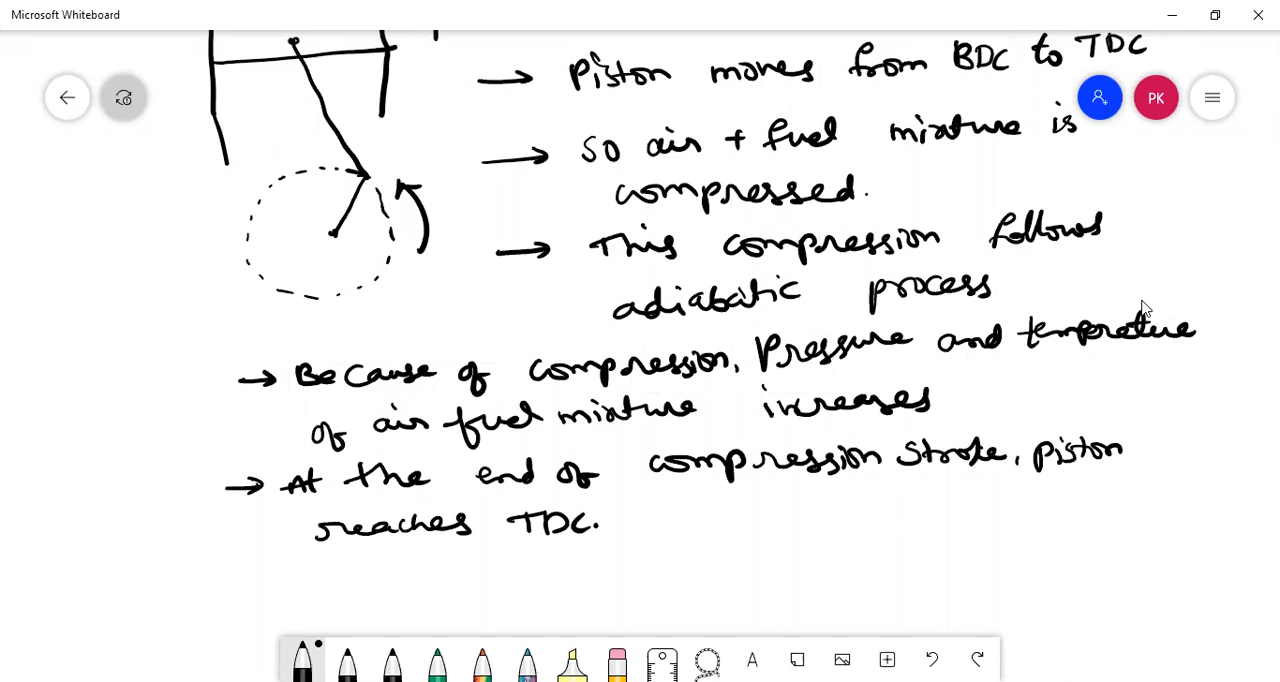 Microsoft Whiteboard
→ Piston moves from BDC to TDC
PK
→ So air + fuel mixture is
compressed.
→ This compression follows
adiabatic process
→ Because of compression, Pressure and temperature
of air fuel mixture increases
→ At the end of compression stroke, piston
reaches TDC.
A